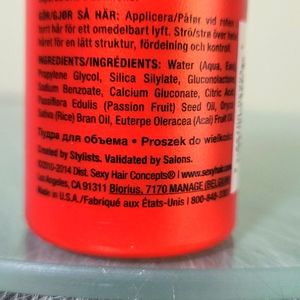 GÖR/GJØR SÅ HÄR: Applicera/Påfør vid roten
torrt hår för ett omedelbart lyft. Strö/strø över
håret för en lätt struktur, fördelning och kontroll.
INGREDIENTS/INGRÉDIENTS: Water (Aqua, Eau),
Propylene Glycol, Silica Silylate, Gluconolactone,
Sodium Benzoate, Calcium Gluconate, Citric Acid,
Passiflora Edulis (Passion Fruit) Seed Oil, Oryza
Sativa (Rice) Bran Oil, Euterpe Oleracea (Acai) Fruit Oil
Пудра для объема • Proszek do
Created by Stylists. Validated by Salons.
©2010-2014 Dist. Sexy Hair Concepts® | www.sexyhair.com
Los Angeles, CA 91311 Biorius, 7170 MANAGE (BELGIUM)
Made in U.S.A./Fabriqué aux États-Unis | 800-848-3383